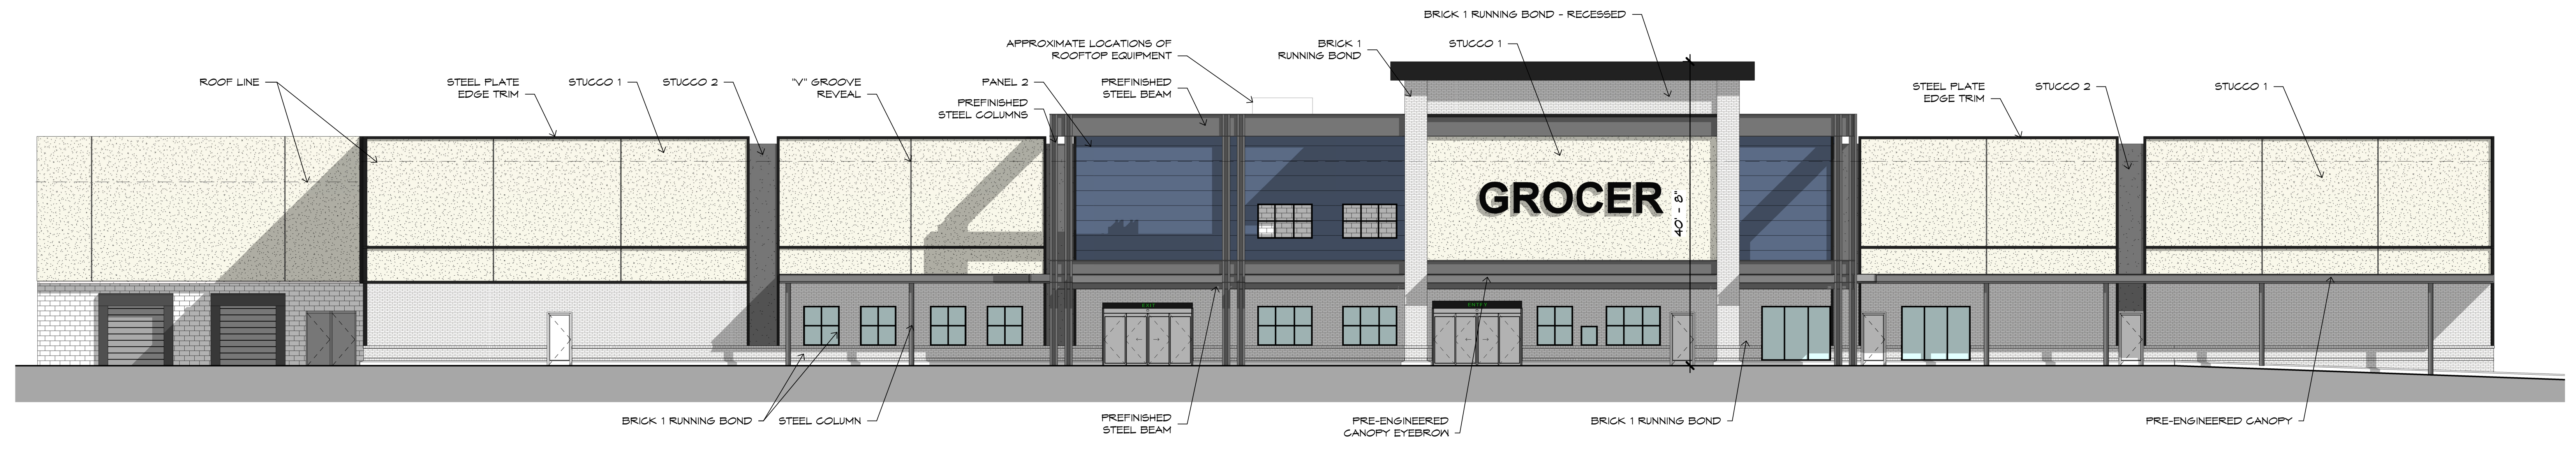 BRICK 1 RUNNING BOND - RECESSED
APPROXIMATE LOCATIONS OF
ROOFTOP EQUIPMENT
BRICK 1
RUNNING BOND
STUCCO 1
ROOF LINE
STEEL PLATE
EDGE TRIM
STUCCO 1
STUCCO 2
"V" GROOVE
REVEAL
PANEL 2
PREFINISHED
STEEL COLUMNS
PREFINISHED
STEEL BEAM
STEEL PLATE
EDGE TRIM
STUCCO 2
STUCCO 1
GROCER
40' - 8"
EXIT
ENTRY
BRICK 1 RUNNING BOND
STEEL COLUMN
PREFINISHED
STEEL BEAM
PRE-ENGINEERED
CANOPY EYEBROW
BRICK 1 RUNNING BOND
PRE-ENGINEERED CANOPY